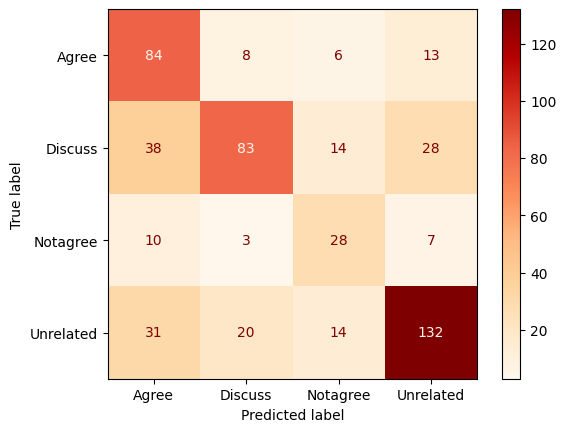 Agree 84 8 6 13
Discuss 38 83 14 28
Notagree 10 3 28 7
Unrelated 31 20 14 132
Agree Discuss Notagree Unrelated
Predicted label
True label
120
100
80
60
40
20